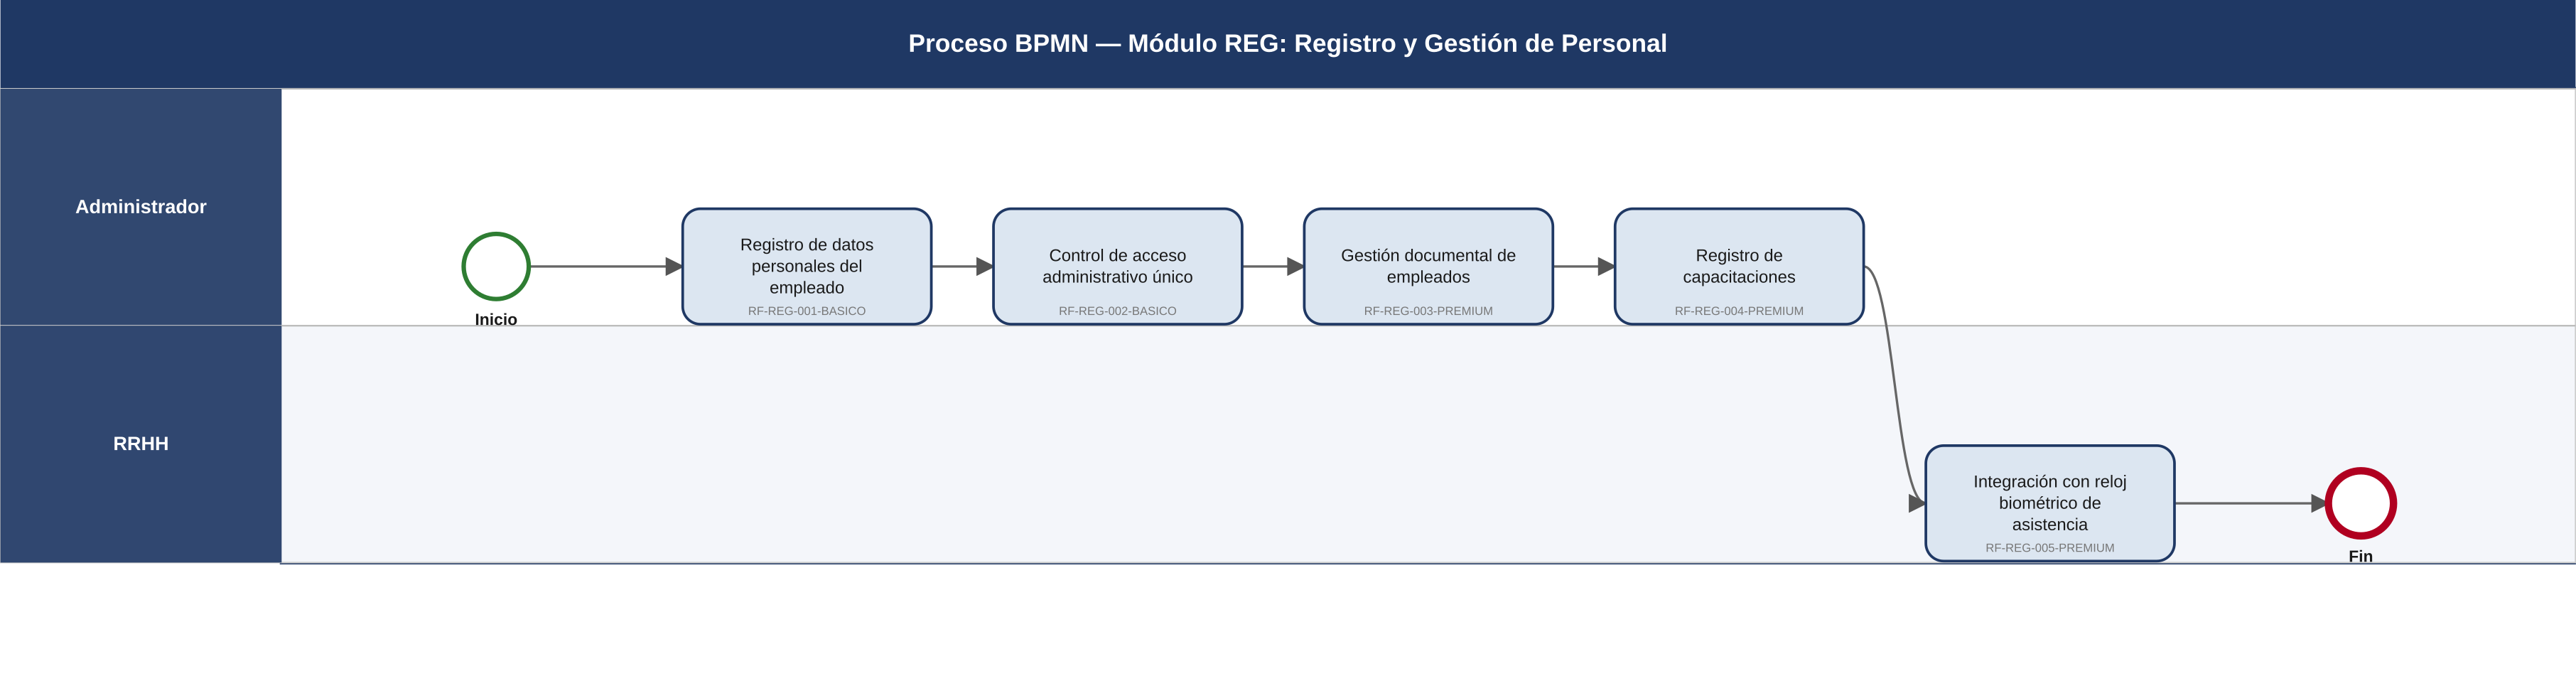 Proceso BPMN — Módulo REG: Registro y Gestión de Personal
Administrador
Inicio
Registro de datos
personales del
empleado
RF-REG-001-BASICO
Control de acceso
administrativo único
RF-REG-002-BASICO
Gestión documental de
empleados
RF-REG-003-PREMIUM
Registro de
capacitaciones
RF-REG-004-PREMIUM
RRHH
Integración con reloj
biométrico de
asistencia
RF-REG-005-PREMIUM
Fin